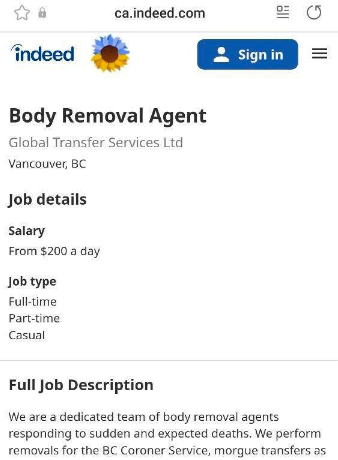 ca.indeed.com
indeed
Sign in
Body Removal Agent
Global Transfer Services Ltd
Vancouver, BC
Job details
Salary
From $200 a day
Job type
Full-time
Part-time
Casual
Full Job Description
We are a dedicated team of body removal agents
responding to sudden and expected deaths. We perform
removals for the BC Coroner Service, morgue transfers as